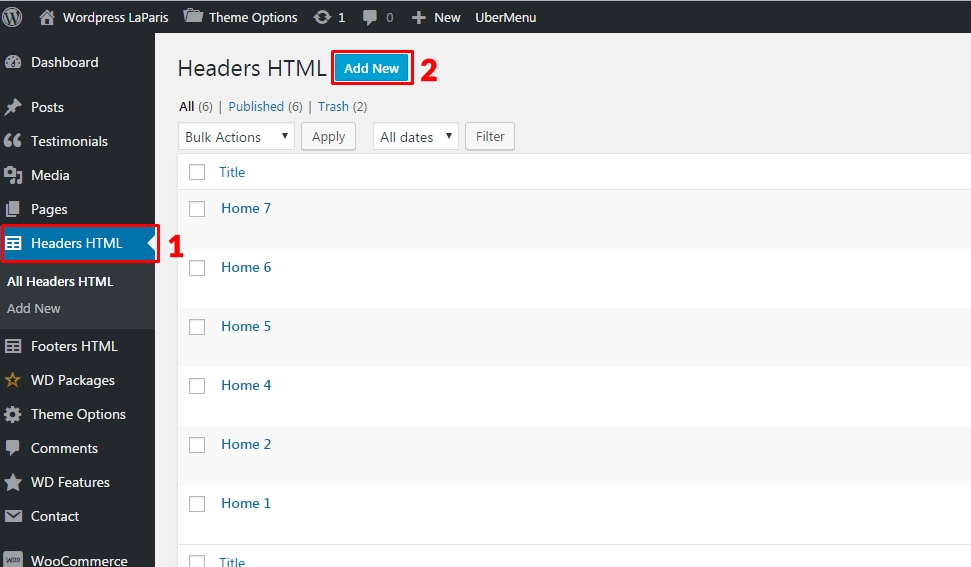 Wordpress LaParis Theme Options 1 0 New UberMenu
Dashboard
Posts
Testimonials
Media
Pages
Headers HTML 1
All Headers HTML
Add New
Footers HTML
WD Packages
Theme Options
Comments
WD Features
Contact
WOO WooCommerce
Headers HTML Add New 2
All (6) | Published (6) | Trash (2)
Bulk Actions Apply All dates Filter
Title
Home 7
Home 6
Home 5
Home 4
Home 2
Home 1
Title